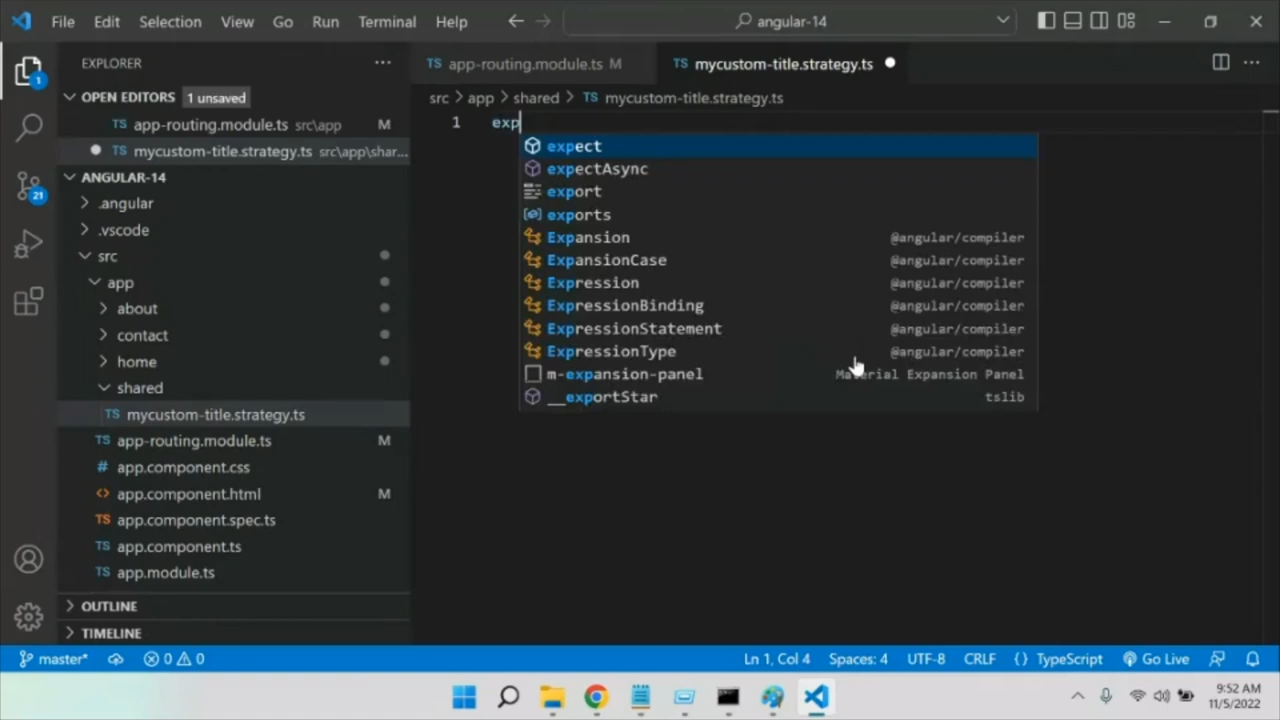 File Edit Selection View Go Run Terminal Help angular-14
EXPLORER
OPEN EDITORS 1 unsaved
TS app-routing.module.ts src\app M
TS mycustom-title.strategy.ts src\app\shar...
ANGULAR-14
.angular
.vscode
src
app
about
contact
home
shared
TS mycustom-title.strategy.ts
TS app-routing.module.ts M
# app.component.css
<> app.component.html M
TS app.component.spec.ts
TS app.component.ts
TS app.module.ts
OUTLINE
TIMELINE
1
21
TS app-routing.module.ts M TS mycustom-title.strategy.ts
src > app > shared > TS mycustom-title.strategy.ts
1 exp
expect
expectAsync
export
exports
Expansion @angular/compiler
ExpansionCase @angular/compiler
Expression @angular/compiler
ExpressionBinding @angular/compiler
ExpressionStatement @angular/compiler
ExpressionType @angular/compiler
m-expansion-panel Material Expansion Panel
__exportStar tslib
master* 0 0 Ln 1, Col 4 Spaces: 4 UTF-8 CRLF {} TypeScript Go Live
9:52 AM
11/5/2022